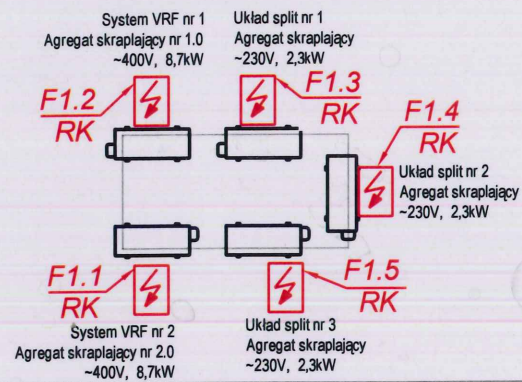 System VRF nr 1
Agregat skraplający nr 1.0
~400V, 8,7kW
Układ split nr 1
Agregat skraplający
~230V, 2,3kW
F1.2
RK
F1.3
RK
F1.4
RK
Układ split nr 2
Agregat skraplający
~230V, 2,3kW
F1.1
RK
F1.5
RK
System VRF nr 2
Agregat skraplający nr 2.0
~400V, 8,7kW
Układ split nr 3
Agregat skraplający
~230V, 2,3kW